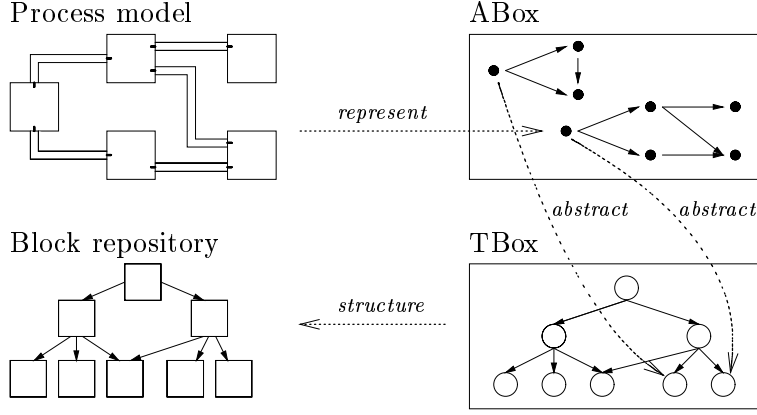 Process model
ABox
represent
abstract
abstract
Block repository
TBox
structure